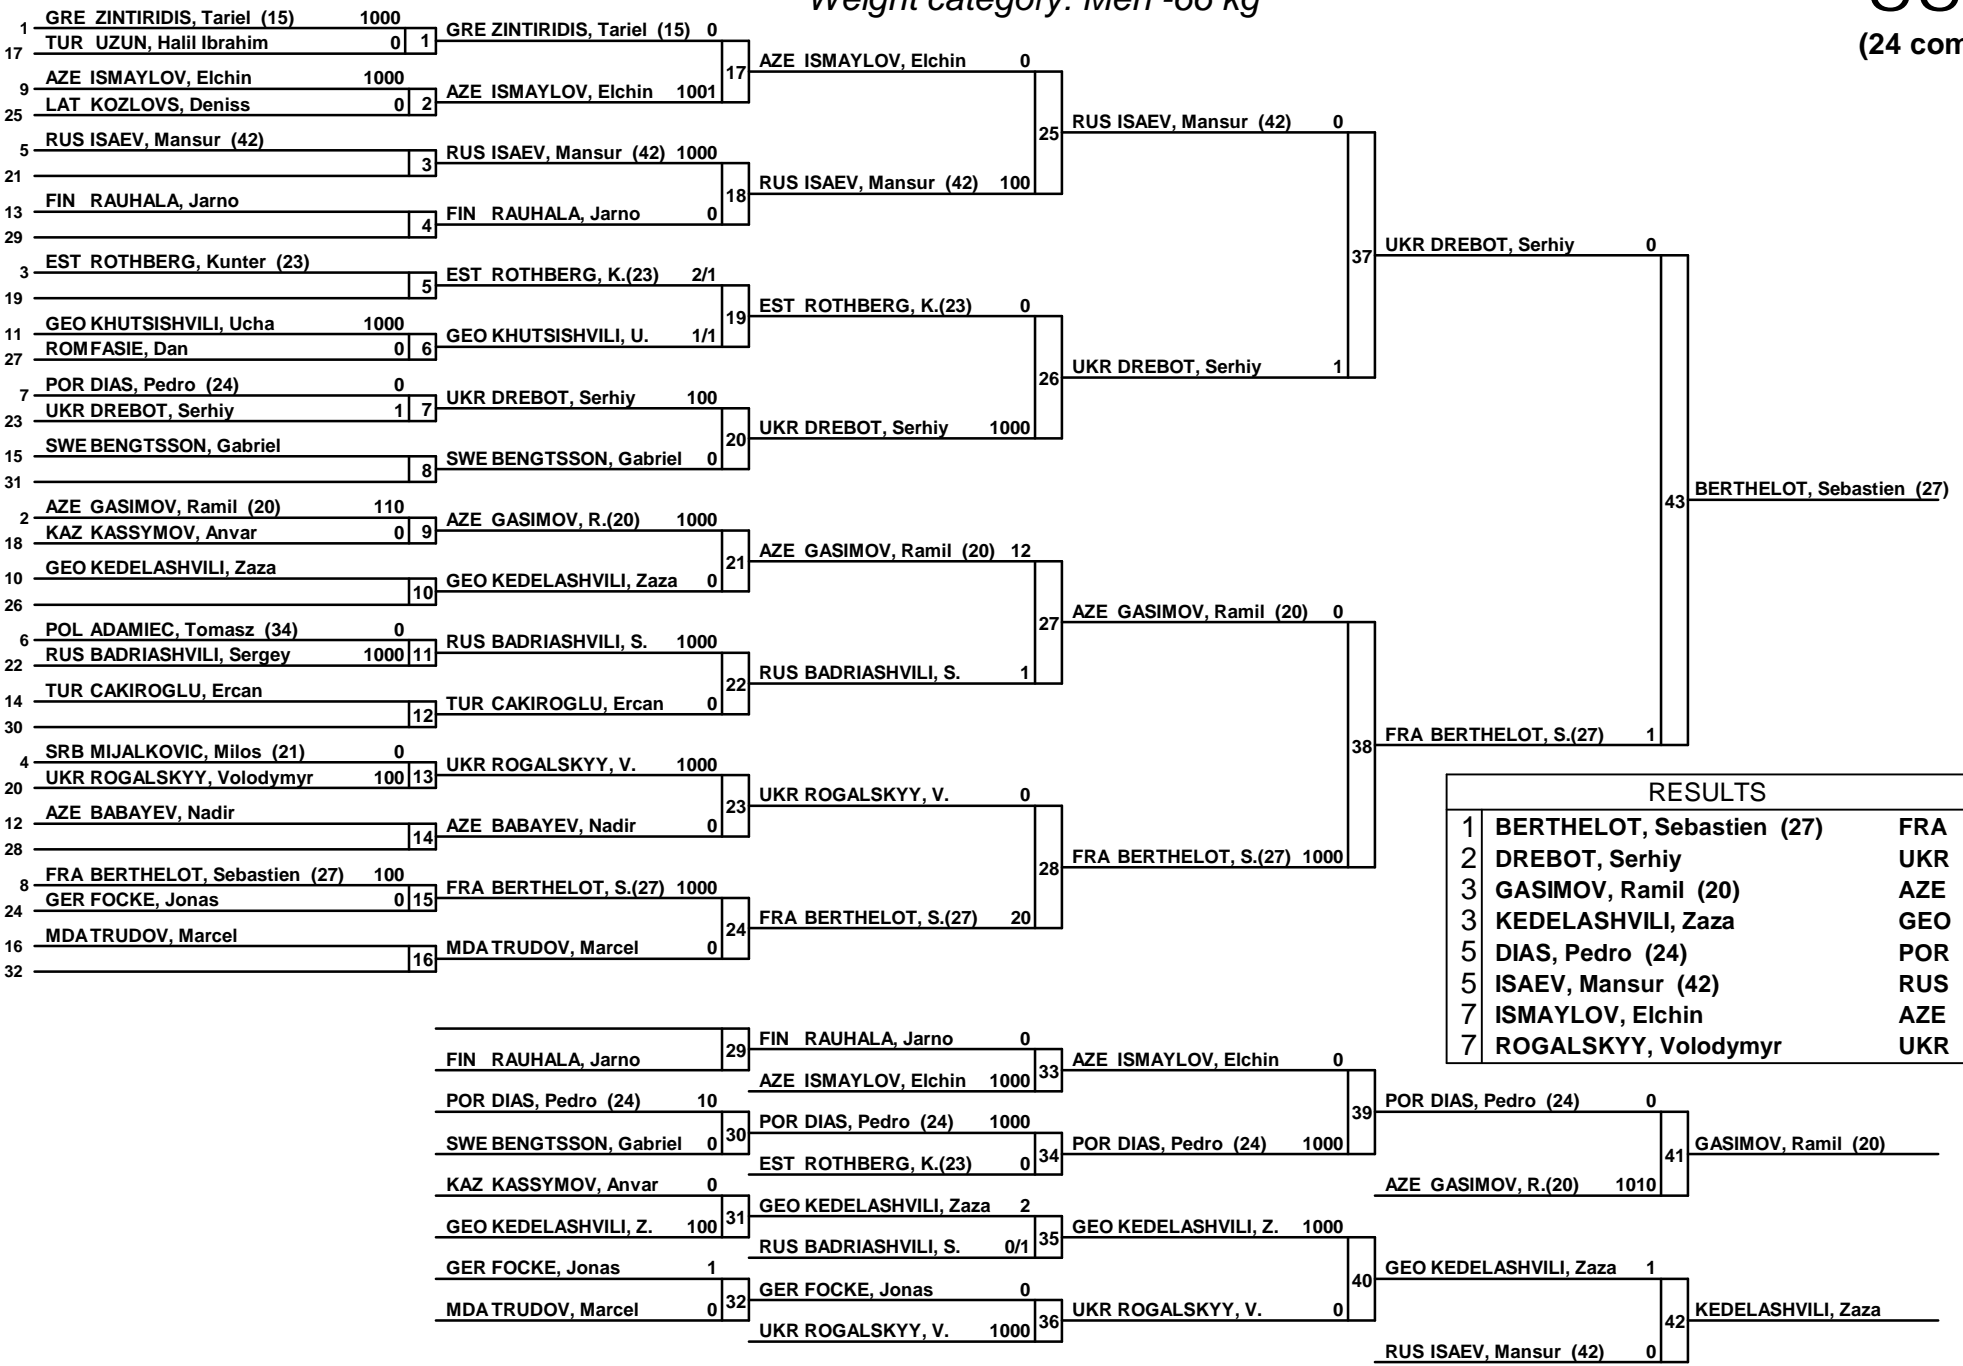 Weight category: Men -66 kg
(24 com
1 GRE ZINTIRIDIS, Tariel (15) 1000
17 TUR UZUN, Halil Ibrahim 0 1
9 AZE ISMAYLOV, Elchin 1000
25 LAT KOZLOVS, Deniss 0 2
5 RUS ISAEV, Mansur (42)
21 3
13 FIN RAUHALA, Jarno
29 4
3 EST ROTHBERG, Kunter (23)
19 5
11 GEO KHUTSISHVILI, Ucha 1000
27 ROM FASIE, Dan 0 6
7 POR DIAS, Pedro (24) 0
23 UKR DREBOT, Serhiy 1 7
15 SWE BENGTSSON, Gabriel
31 8
2 AZE GASIMOV, Ramil (20) 110
18 KAZ KASSYMOV, Anvar 0 9
10 GEO KEDELASHVILI, Zaza
26 10
6 POL ADAMIEC, Tomasz (34) 0
22 RUS BADRIASHVILI, Sergey 1000 11
14 TUR CAKIROGLU, Ercan
30 12
4 SRB MIJALKOVIC, Milos (21) 0
20 UKR ROGALSKYY, Volodymyr 100 13
12 AZE BABAYEV, Nadir
28 14
8 FRA BERTHELOT, Sebastien (27) 100
24 GER FOCKE, Jonas 0 15
16 MDA TRUDOV, Marcel
32 16
GRE ZINTIRIDIS, Tariel (15) 0
17
AZE ISMAYLOV, Elchin 1001
RUS ISAEV, Mansur (42) 1000
18
FIN RAUHALA, Jarno 0
EST ROTHBERG, K.(23) 2/1
19
GEO KHUTSISHVILI, U. 1/1
UKR DREBOT, Serhiy 100
20
SWE BENGTSSON, Gabriel 0
AZE GASIMOV, R.(20) 1000
21
GEO KEDELASHVILI, Zaza 0
RUS BADRIASHVILI, S. 1000
22
TUR CAKIROGLU, Ercan 0
UKR ROGALSKYY, V. 1000
23
AZE BABAYEV, Nadir 0
FRA BERTHELOT, S.(27) 1000
24
MDA TRUDOV, Marcel 0
AZE ISMAYLOV, Elchin 0
25
RUS ISAEV, Mansur (42) 100
EST ROTHBERG, K.(23) 0
26
UKR DREBOT, Serhiy 1000
AZE GASIMOV, Ramil (20) 12
27
RUS BADRIASHVILI, S. 1
UKR ROGALSKYY, V. 0
28
FRA BERTHELOT, S.(27) 20
RUS ISAEV, Mansur (42) 0
37
UKR DREBOT, Serhiy 1
AZE GASIMOV, Ramil (20) 0
38
FRA BERTHELOT, S.(27) 1000
UKR DREBOT, Serhiy 0
43
FRA BERTHELOT, S.(27) 1
BERTHELOT, Sebastien (27)
RESULTS
1 BERTHELOT, Sebastien (27) FRA
2 DREBOT, Serhiy UKR
3 GASIMOV, Ramil (20) AZE
3 KEDELASHVILI, Zaza GEO
5 DIAS, Pedro (24) POR
5 ISAEV, Mansur (42) RUS
7 ISMAYLOV, Elchin AZE
7 ROGALSKYY, Volodymyr UKR
29
FIN RAUHALA, Jarno
POR DIAS, Pedro (24) 10
30
SWE BENGTSSON, Gabriel 0
KAZ KASSYMOV, Anvar 0
31
GEO KEDELASHVILI, Z. 100
GER FOCKE, Jonas 1
32
MDA TRUDOV, Marcel 0
FIN RAUHALA, Jarno 0
33
AZE ISMAYLOV, Elchin 1000
POR DIAS, Pedro (24) 1000
34
EST ROTHBERG, K.(23) 0
GEO KEDELASHVILI, Zaza 2
35
RUS BADRIASHVILI, S. 0/1
GER FOCKE, Jonas 0
36
UKR ROGALSKYY, V. 1000
AZE ISMAYLOV, Elchin 0
39
POR DIAS, Pedro (24) 1000
GEO KEDELASHVILI, Z. 1000
40
UKR ROGALSKYY, V. 0
POR DIAS, Pedro (24) 0
41
AZE GASIMOV, R.(20) 1010
GEO KEDELASHVILI, Zaza 1
42
RUS ISAEV, Mansur (42) 0
GASIMOV, Ramil (20)
KEDELASHVILI, Zaza